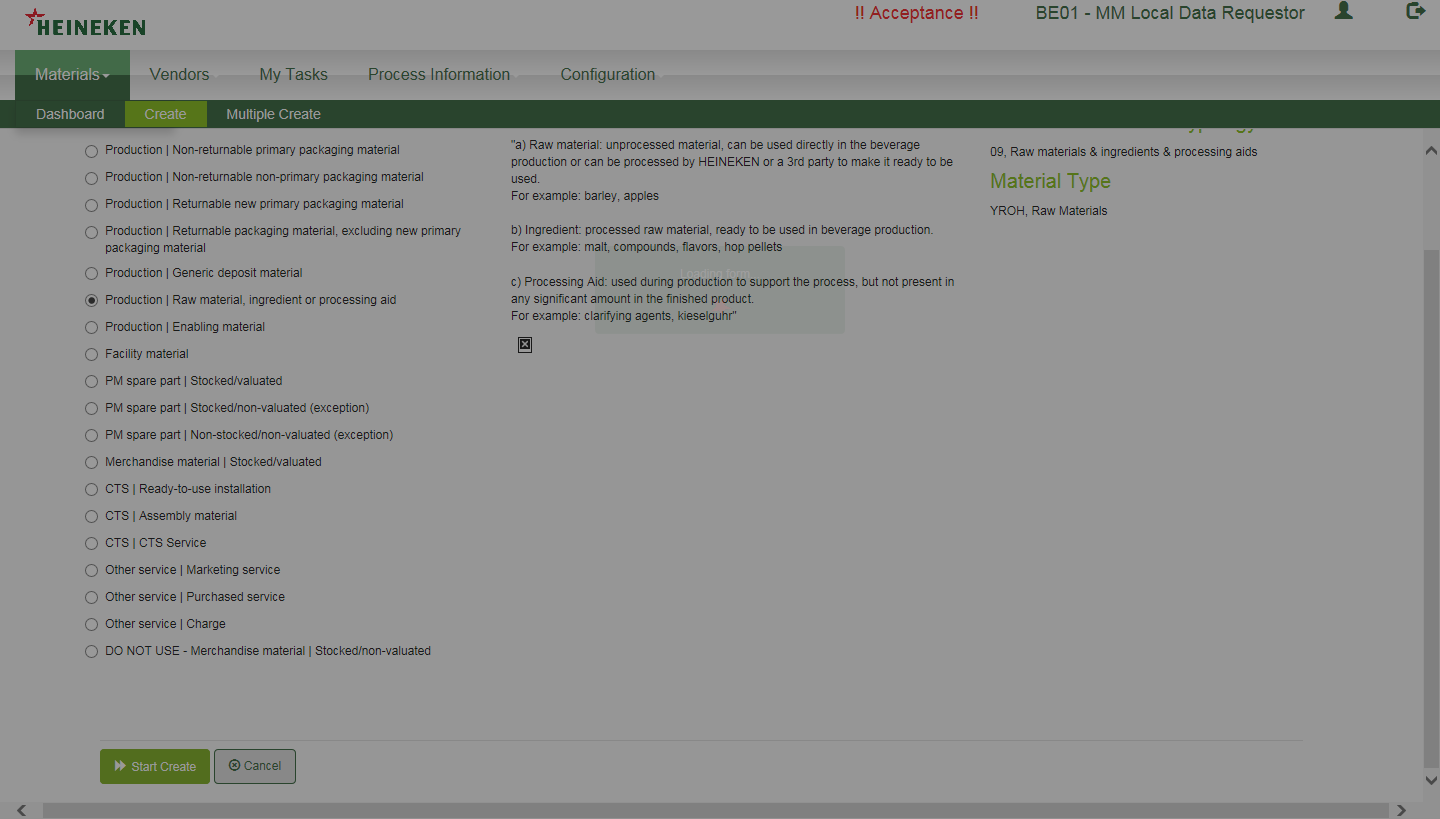 HEINEKEN
!! Acceptance !!
BE01 - MM Local Data Requestor
Materials
Vendors
My Tasks
Process Information
Configuration
Dashboard
Create
Multiple Create
Production | Non-returnable primary packaging material
Production | Non-returnable non-primary packaging material
Production | Returnable new primary packaging material
Production | Returnable packaging material, excluding new primary
packaging material
Production | Generic deposit material
Production | Raw material, ingredient or processing aid
Production | Enabling material
Facility material
PM spare part | Stocked/valuated
PM spare part | Stocked/non-valuated (exception)
PM spare part | Non-stocked/non-valuated (exception)
Merchandise material | Stocked/valuated
CTS | Ready-to-use installation
CTS | Assembly material
CTS | CTS Service
Other service | Marketing service
Other service | Purchased service
Other service | Charge
DO NOT USE - Merchandise material | Stocked/non-valuated
"a) Raw material: unprocessed material, can be used directly in the beverage
production or can be processed by HEINEKEN or a 3rd party to make it ready to be
used.
For example: barley, apples
b) Ingredient: processed raw material, ready to be used in beverage production.
For example: malt, compounds, flavors, hop pellets
Loading form
c) Processing Aid: used during production to support the process, but not present in
any significant amount in the finished product.
For example: clarifying agents, kieselguhr"
09, Raw materials & ingredients & processing aids
Material Type
YROH, Raw Materials
Start Create
Cancel